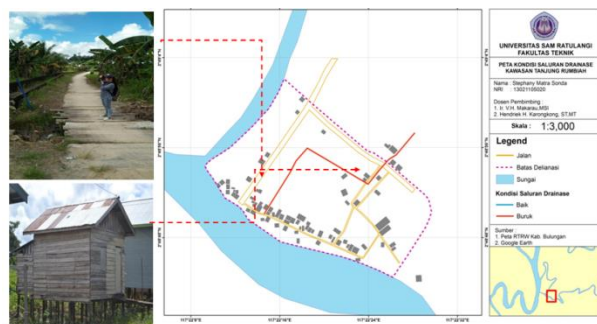 UNIVERSITAS SAM RATULANGI
FAKULTAS TEKNIK
PETA KONDISI SALURAN DRAINASE
KAWASAN TANJUNG RUMBIAH
Nama : Stephany Matra Sonda
NRI : 13021105020
Dosen Pembimbing :
1. Ir. V.H. Makarau,MSI
2. Hendriek H. Karongkong, ST,MT
Skala : 1:3,000
Legend
Jalan
Batas Delianasi
Sungai
Kondisi Saluran Drainase
Baik
Buruk
Sumber :
1. Peta RTRW Kab. Bulungan
2. Google Earth